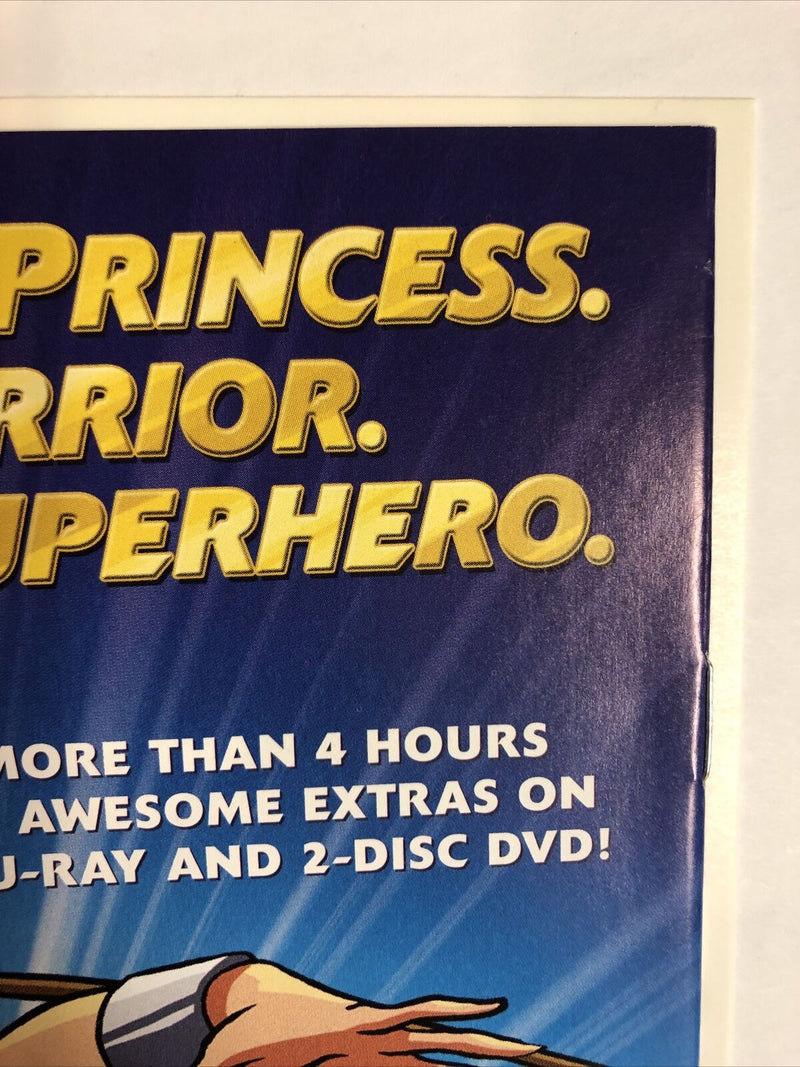 PRINCESS.
RRIOR.
UPERHERO.
MORE THAN 4 HOURS
AWESOME EXTRAS ON
U-RAY AND 2-DISC DVD!